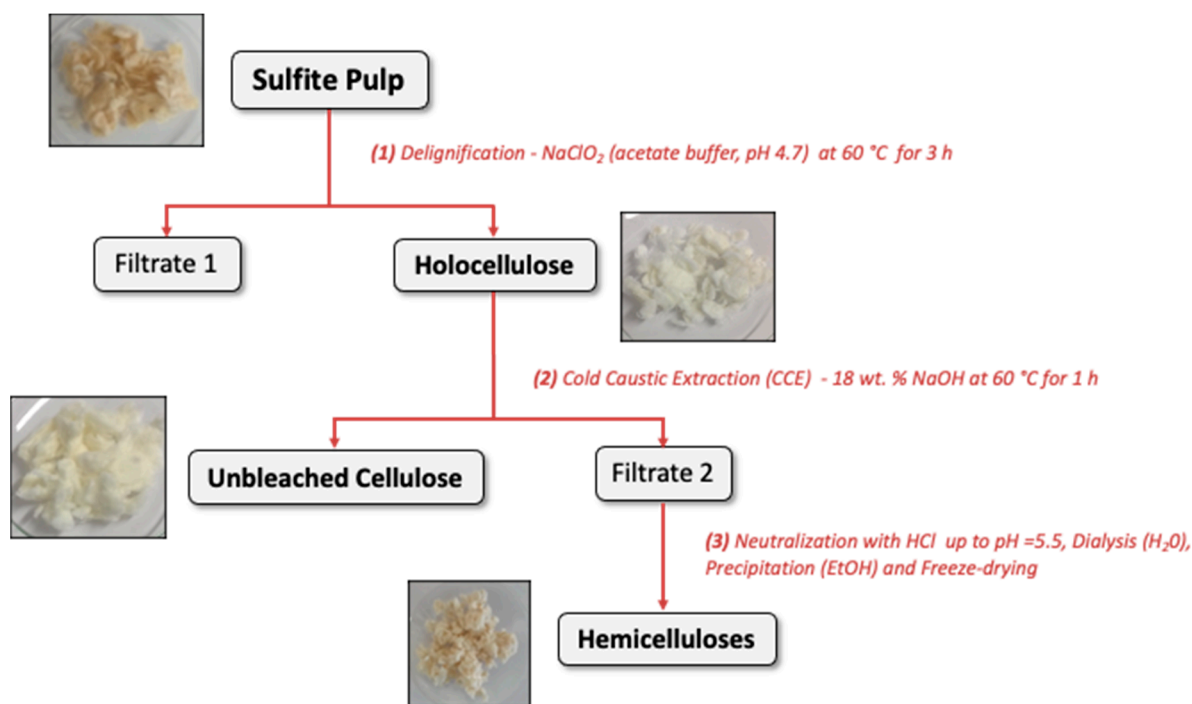 Sulfite Pulp
(1) Delignification - NaClO₂ (acetate buffer, pH 4.7) at 60 °C for 3 h
Filtrate 1
Holocellulose
(2) Cold Caustic Extraction (CCE) - 18 wt. % NaOH at 60 °C for 1 h
Unbleached Cellulose
Filtrate 2
(3) Neutralization with HCl up to pH =5.5, Dialysis (H₂0),
Precipitation (EtOH) and Freeze-drying
Hemicelluloses